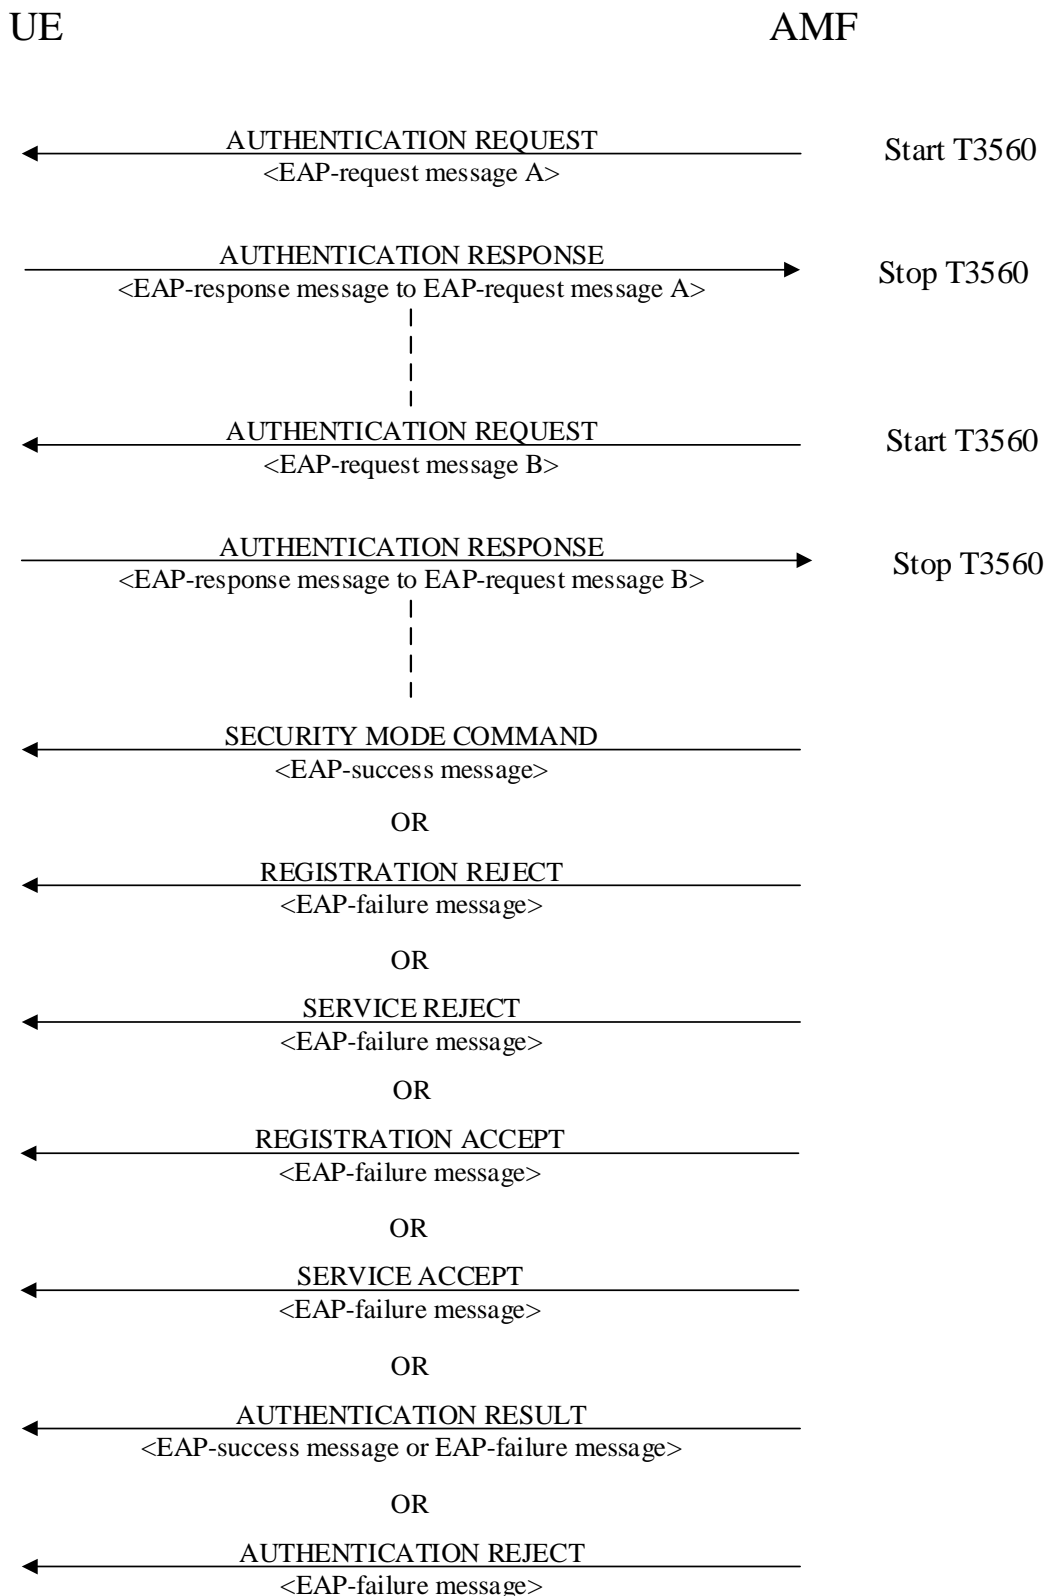 UE AMF
AUTHENTICATION REQUEST
<EAP-request message A>
Start T3560
AUTHENTICATION RESPONSE
<EAP-response message to EAP-request message A>
Stop T3560
AUTHENTICATION REQUEST
<EAP-request message B>
Start T3560
AUTHENTICATION RESPONSE
<EAP-response message to EAP-request message B>
Stop T3560
SECURITY MODE COMMAND
<EAP-success message>
OR
REGISTRATION REJECT
<EAP-failure message>
OR
SERVICE REJECT
<EAP-failure message>
OR
REGISTRATION ACCEPT
<EAP-failure message>
OR
SERVICE ACCEPT
<EAP-failure message>
OR
AUTHENTICATION RESULT
<EAP-success message or EAP-failure message>
OR
AUTHENTICATION REJECT
<EAP-failure message>